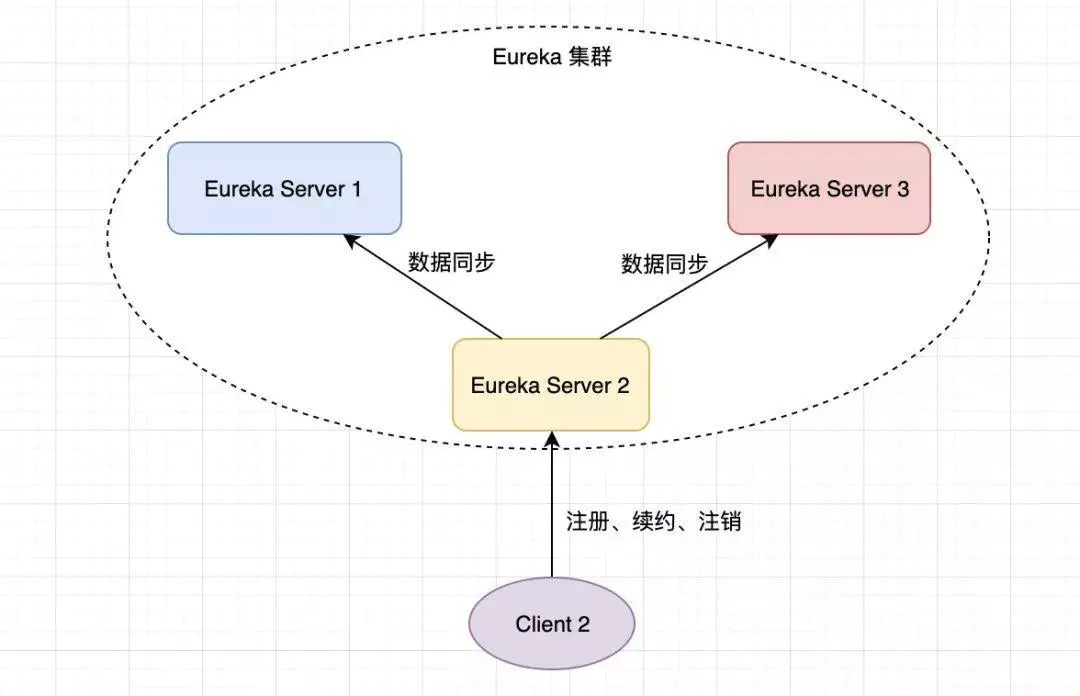 Eureka 集群
Eureka Server 1
Eureka Server 3
数据同步
数据同步
Eureka Server 2
注册、续约、注销
Client 2